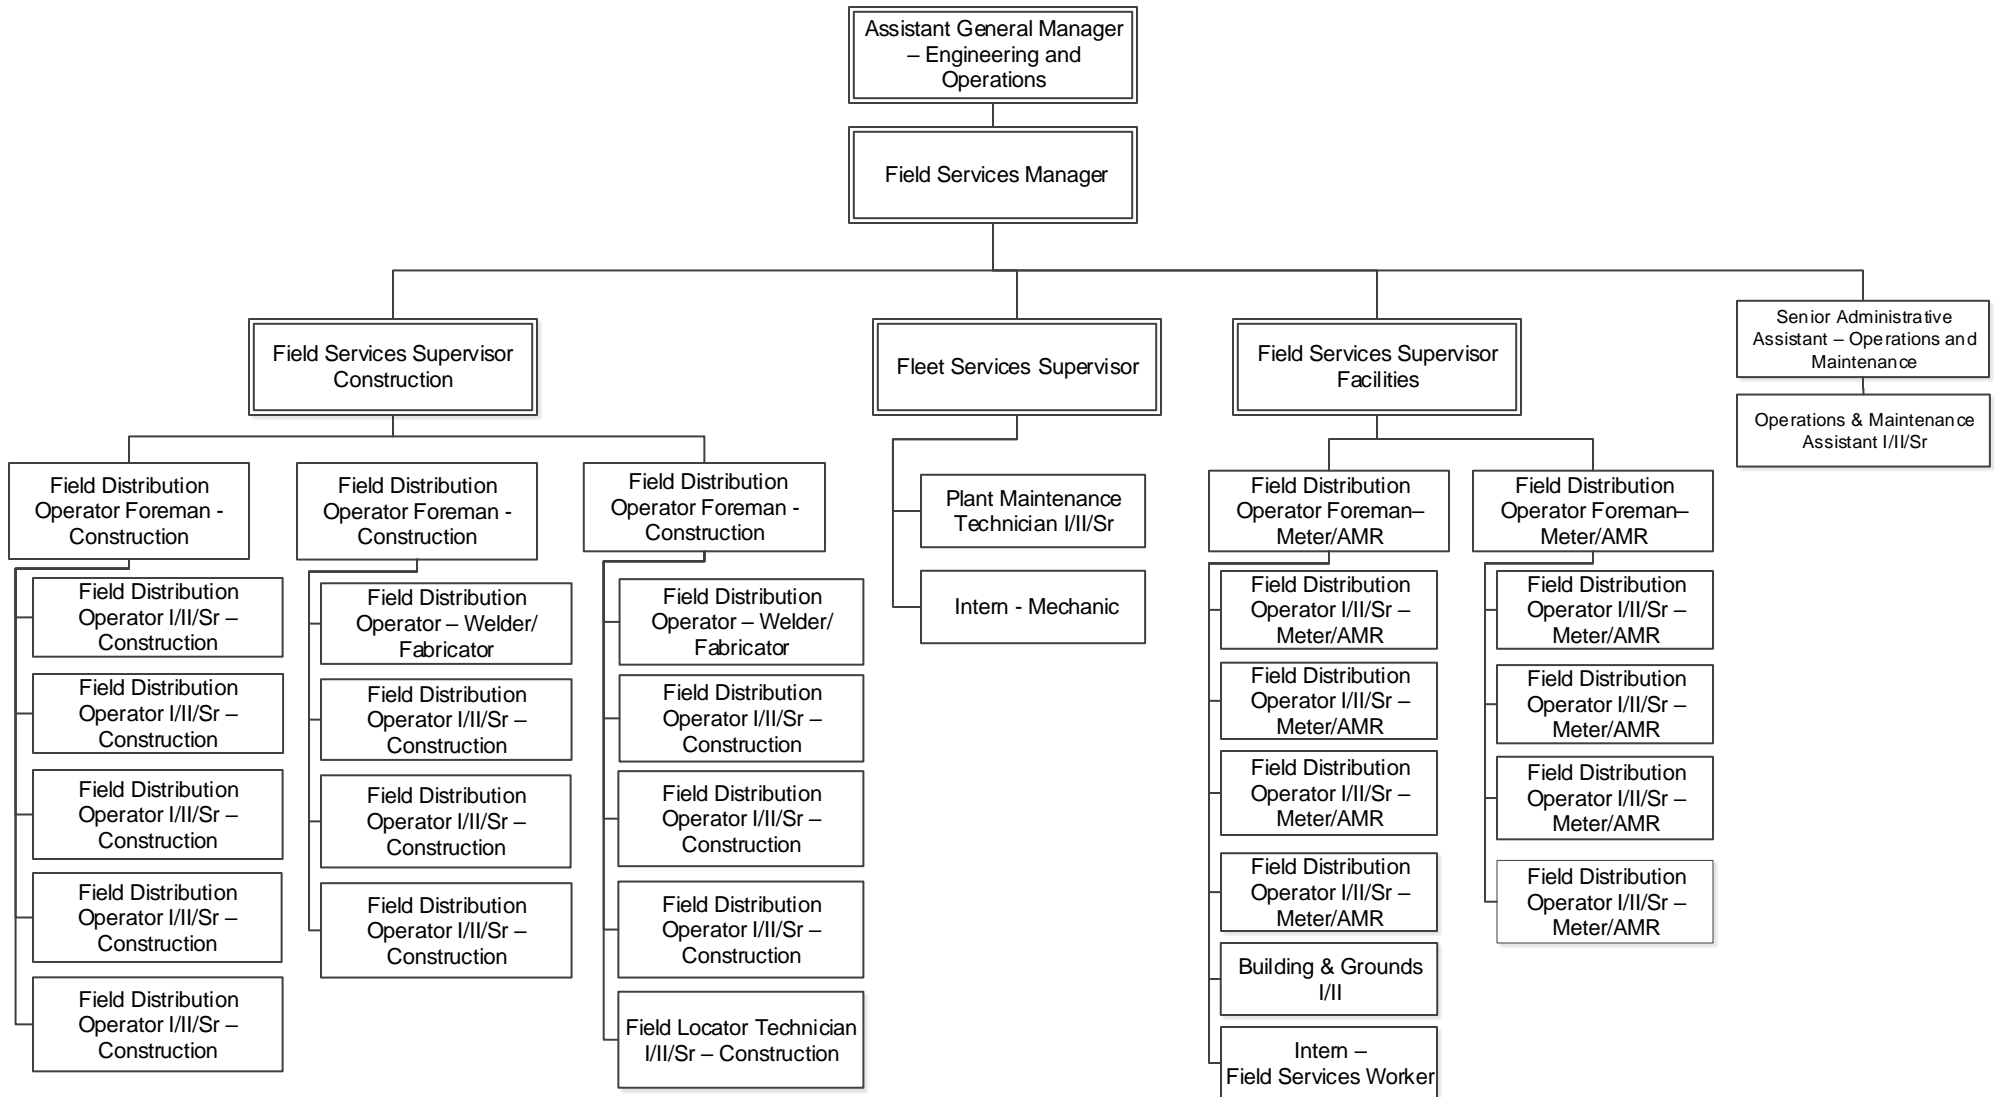 Assistant General Manager
– Engineering and
Operations
Field Services Manager
Field Services Supervisor
Construction
Fleet Services Supervisor
Field Services Supervisor
Facilities
Senior Administrative
Assistant – Operations and
Maintenance
Operations & Maintenance
Assistant I/II/Sr
Field Distribution
Operator Foreman -
Construction
Field Distribution
Operator I/II/Sr –
Construction
Field Distribution
Operator I/II/Sr –
Construction
Field Distribution
Operator I/II/Sr –
Construction
Field Distribution
Operator I/II/Sr –
Construction
Field Distribution
Operator I/II/Sr –
Construction
Field Distribution
Operator Foreman -
Construction
Field Distribution
Operator – Welder/
Fabricator
Field Distribution
Operator I/II/Sr –
Construction
Field Distribution
Operator I/II/Sr –
Construction
Field Distribution
Operator I/II/Sr –
Construction
Field Distribution
Operator Foreman -
Construction
Field Distribution
Operator – Welder/
Fabricator
Field Distribution
Operator I/II/Sr –
Construction
Field Distribution
Operator I/II/Sr –
Construction
Field Distribution
Operator I/II/Sr –
Construction
Field Locator Technician
I/II/Sr – Construction
Plant Maintenance
Technician I/II/Sr
Intern - Mechanic
Field Distribution
Operator Foreman–
Meter/AMR
Field Distribution
Operator I/II/Sr –
Meter/AMR
Field Distribution
Operator I/II/Sr –
Meter/AMR
Field Distribution
Operator I/II/Sr –
Meter/AMR
Field Distribution
Operator I/II/Sr –
Meter/AMR
Building & Grounds
I/II
Intern –
Field Services Worker
Field Distribution
Operator Foreman–
Meter/AMR
Field Distribution
Operator I/II/Sr –
Meter/AMR
Field Distribution
Operator I/II/Sr –
Meter/AMR
Field Distribution
Operator I/II/Sr –
Meter/AMR
Field Distribution
Operator I/II/Sr –
Meter/AMR